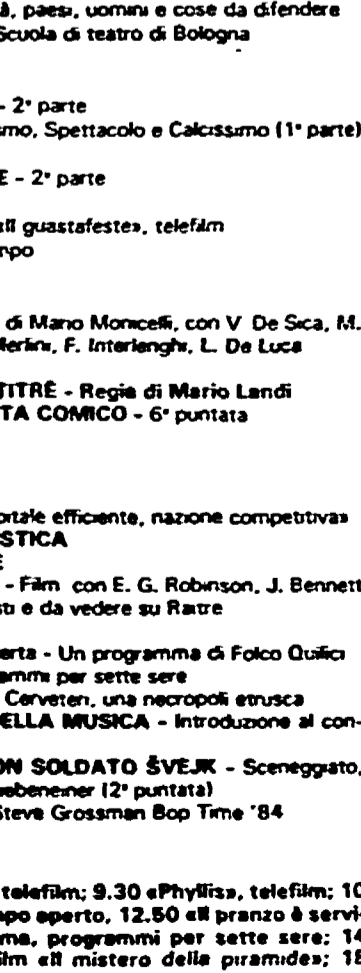 à, paesi, uomini e cose da difendere
Scuola di teatro di Bologna
- 2ª parte
smo, Spettacolo e Calcissimo (1ª parte)
E - 2ª parte
«Il guastafeste», telefilm
mpo
di Mario Monicelli, con V. De Sica, M.
Merlini, F. Interlenghi, L. De Luca
TITRÈ - Regia di Mario Landi
TA COMICO - 6ª puntata
ortale efficiente, nazione competitiva»
STICA
E
- Film con E. G. Robinson, J. Bennett
sti e da vedere su Raitre
erta - Un programma di Folco Quilici
ammi per sette sere
Cerveteri, una necropoli etrusca
ELLA MUSICA - Introduzione al con-
ON SOLDATO ŠVEJK - Sceneggiato,
iebeneiner (2ª puntata)
Steve Grossman Bop Time '84
telefilm; 9.30 «Phyllis», telefilm; 10
mpo aperto, 12.50 «Il pranzo è servi-
ma, programmi per sette sere; 14
ilm «Il mistero della piramide»; 18